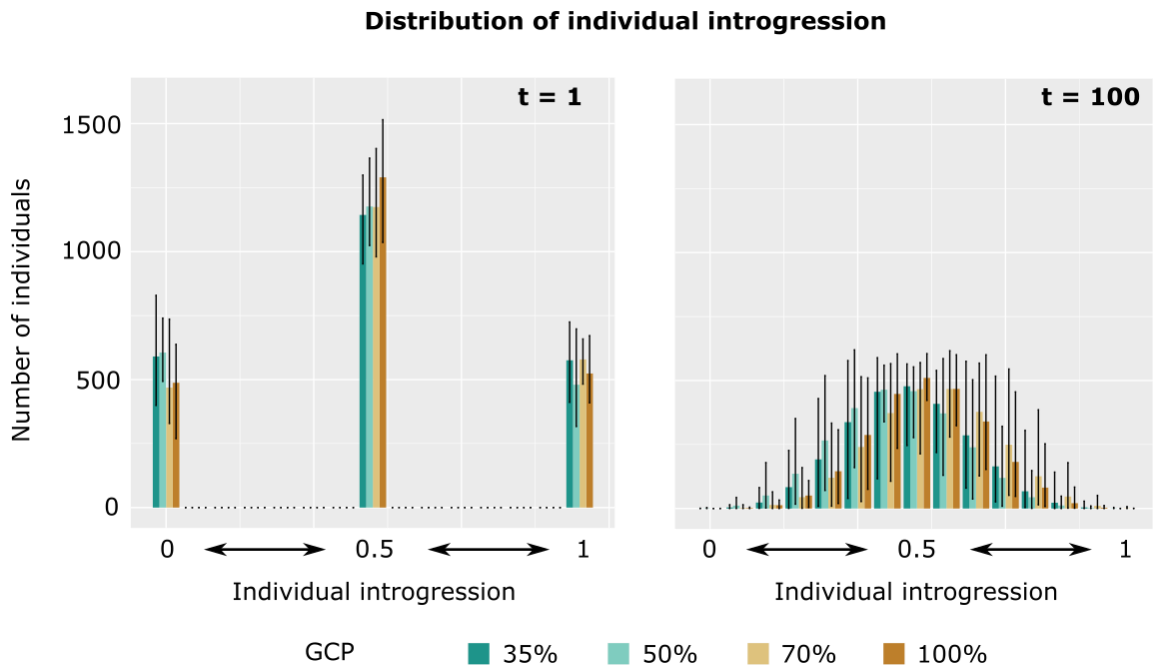 Distribution of individual introgression
t = 1
t = 100
Number of individuals
1500
1000
500
0
0 0.5 1
0 0.5 1
Individual introgression
Individual introgression
GCP 35% 50% 70% 100%